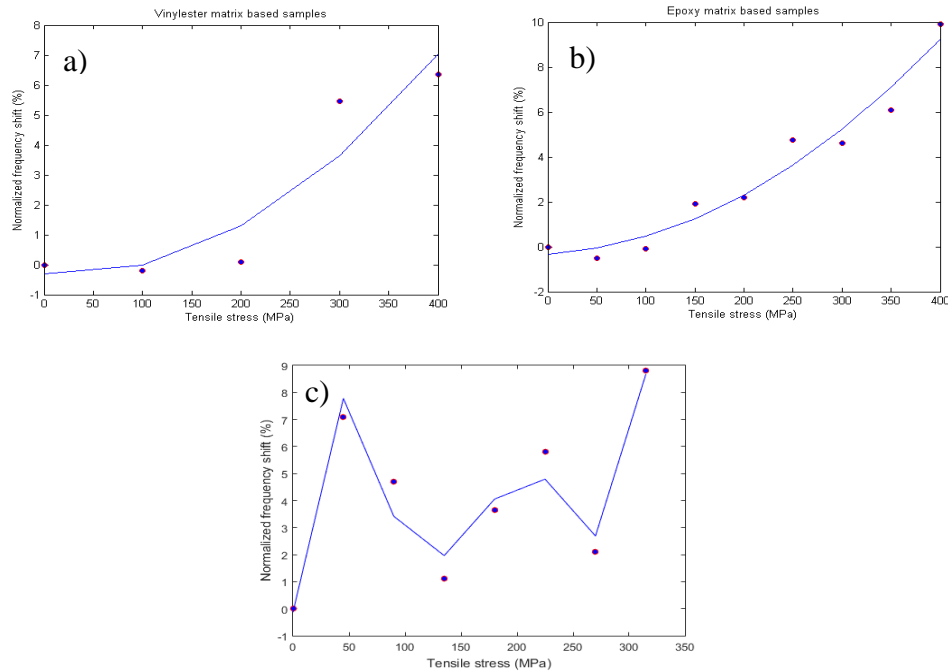 Vinylester matrix based samples
a)
Normalized frequency shift (%)
8
7
6
5
4
3
2
1
0
-1
0 50 100 150 200 250 300 350 400
Tensile stress (MPa)
Epoxy matrix based samples
b)
Normalized frequency shift (%)
10
8
6
4
2
0
-2
0 50 100 150 200 250 300 350 400
Tensile stress (MPa)
c)
Normalized frequency shift (%)
9
8
7
6
5
4
3
2
1
0
-1
0 50 100 150 200 250 300 350
Tensile stress (MPa)